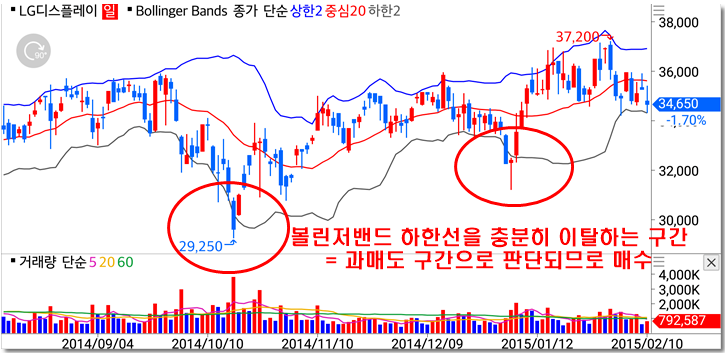 LG디스플레이 일 Bollinger Bands 종가 단순 상한2 중심20 하한2
38,000
37,200
90°
36,000
34,650
-1.70%
32,000
30,000
29,250
볼린저밴드 하한선을 충분히 이탈하는 구간
= 과매도 구간으로 판단되므로 매수
거래량 단순 5 20 60
4,000K
3,000K
2,000K
792,587
2014/09/04 2014/10/10 2014/11/11 2014/12/09 2015/01/12 2015/02/10